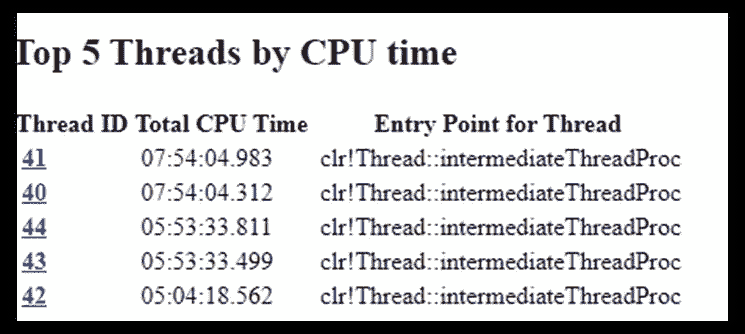 Top 5 Threads by CPU time
Thread ID Total CPU Time Entry Point for Thread
41 07:54:04.983 clr!Thread::intermediateThreadProc
40 07:54:04.312 clr!Thread::intermediateThreadProc
44 05:53:33.811 clr!Thread::intermediateThreadProc
43 05:53:33.499 clr!Thread::intermediateThreadProc
42 05:04:18.562 clr!Thread::intermediateThreadProc